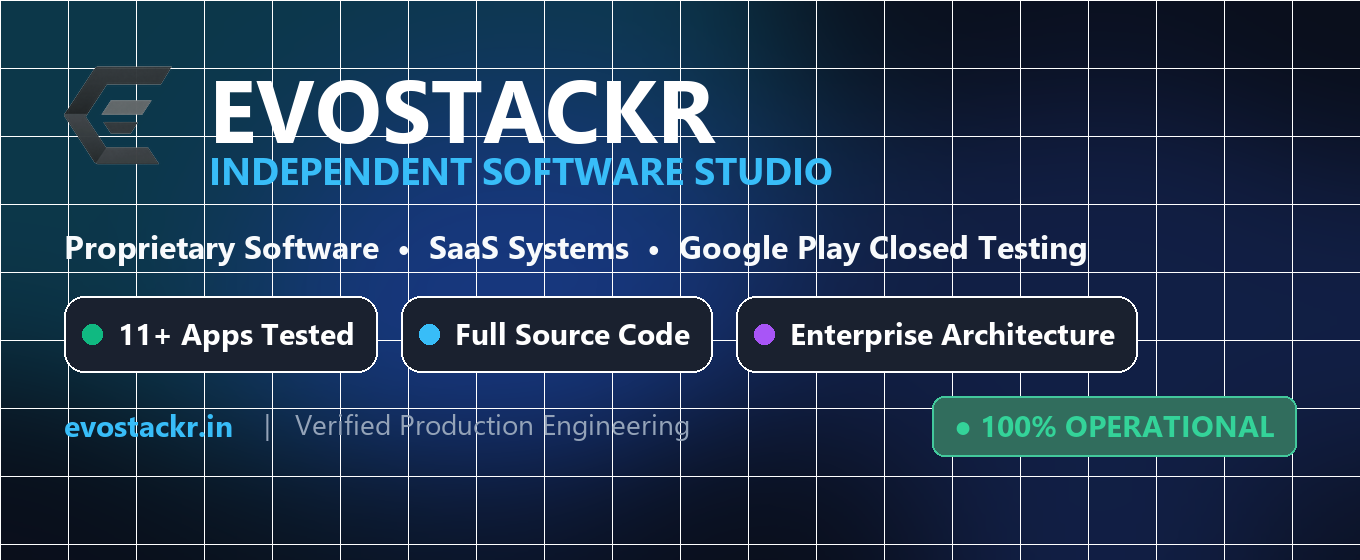 EVOSTACKR
INDEPENDENT SOFTWARE STUDIO
Proprietary Software • SaaS Systems • Google Play Closed Testing
11+ Apps Tested
Full Source Code
Enterprise Architecture
evostackr.in | Verified Production Engineering
● 100% OPERATIONAL